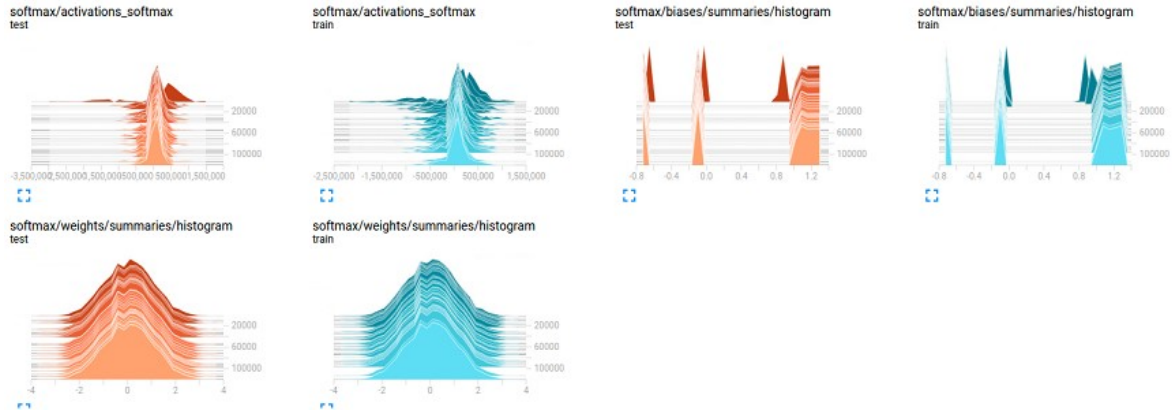 softmax/activations_softmax
test
20000
60000
100000
-3,500,000 2,500,000 -1,500,000 -500,000 500,000 1,500,000
softmax/activations_softmax
train
20000
60000
100000
-2,500,000 -1,500,000 -500,000 500,000 1,500,000
softmax/biases/summaries/histogram
test
20000
60000
100000
-0.8 -0.4 0.0 0.4 0.8 1.2
softmax/biases/summaries/histogram
train
20000
60000
100000
-0.8 -0.4 0.0 0.4 0.8 1.2
softmax/weights/summaries/histogram
test
20000
60000
100000
-4 -2 0 2 4
softmax/weights/summaries/histogram
train
20000
60000
100000
-4 -2 0 2 4